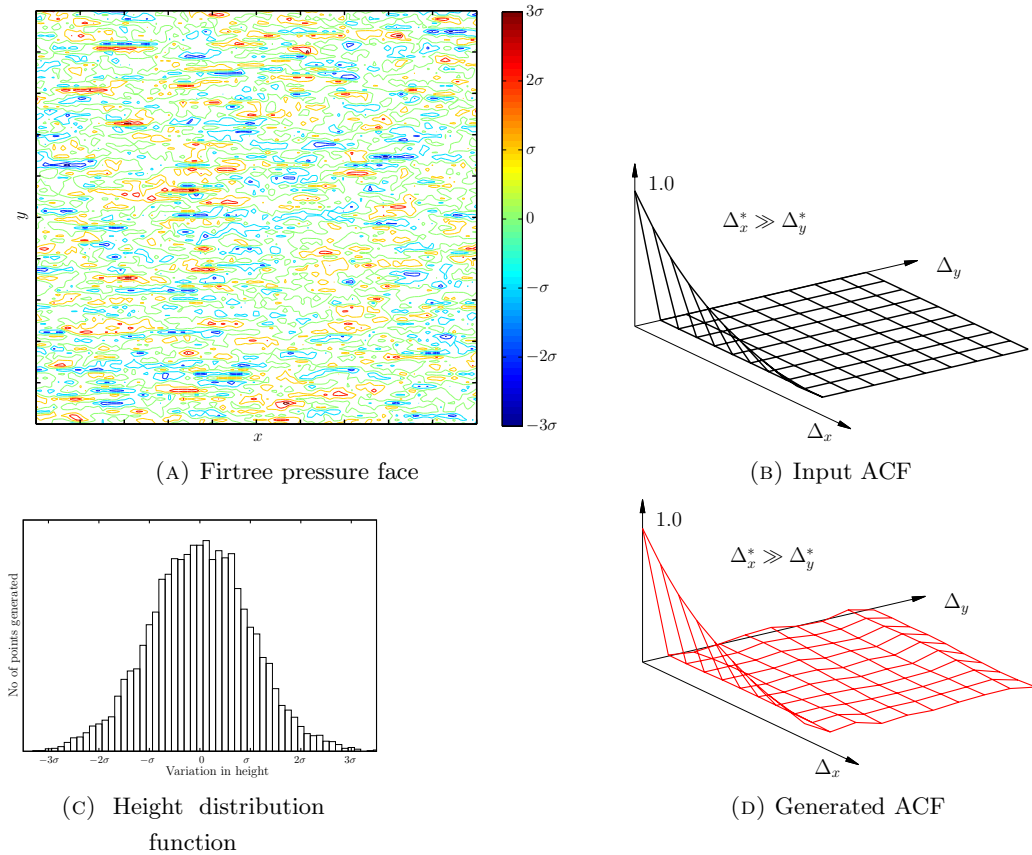 3σ
2σ
σ
0
−σ
−2σ
−3σ
y
x
(A) Firtree pressure face
1.0
Δ*x ≫ Δ*y
Δy
Δx
(B) Input ACF
No of points generated
−3σ −2σ −σ 0 σ 2σ 3σ
Variation in height
(C) Height distribution
function
1.0
Δ*x ≫ Δ*y
Δy
Δx
(D) Generated ACF